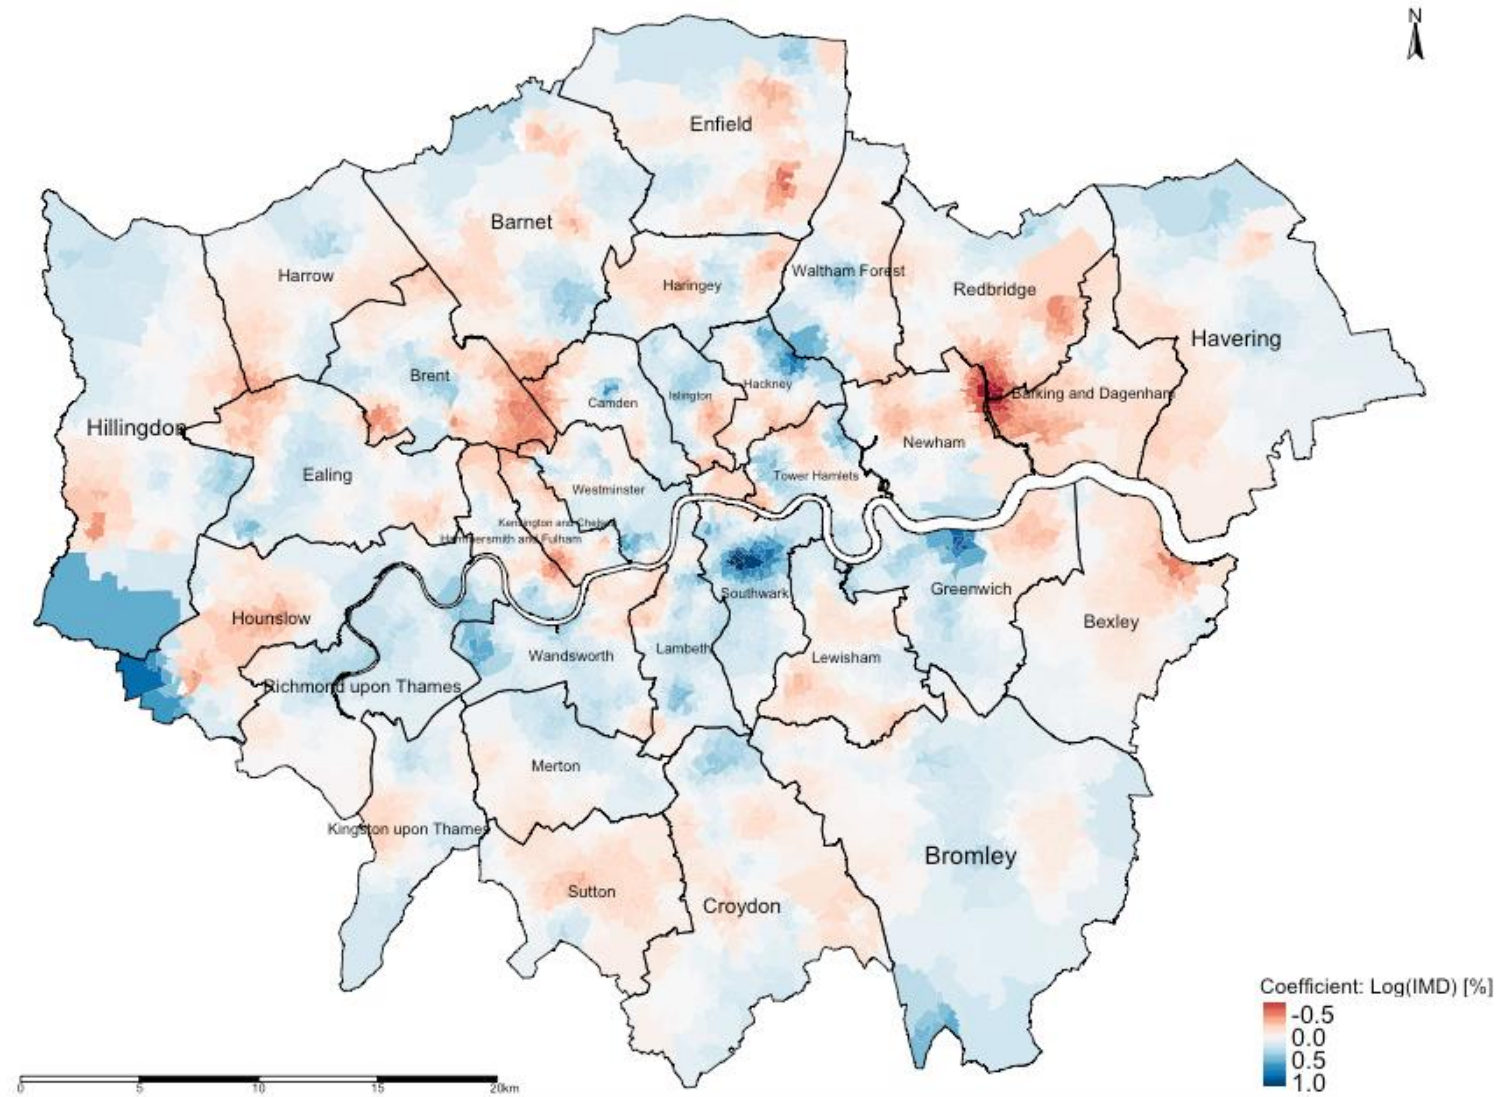 N
Enfield
Barnet
Harrow
Haringey
Waltham Forest
Redbridge
Havering
Brent
Camden
Islington
Hackney
Barking and Dagenham
Hillingdon
Newham
Ealing
Tower Hamlets
Westminster
Kensington and Chelsea
Hammersmith and Fulham
Southwark
Greenwich
Hounslow
Bexley
Wandsworth
Lambeth
Lewisham
Richmond upon Thames
Merton
Kingston upon Thames
Bromley
Sutton
Croydon
Coefficient: Log(IMD) [%]
-0.5
0.0
0.5
1.0
0 5 10 15 20km